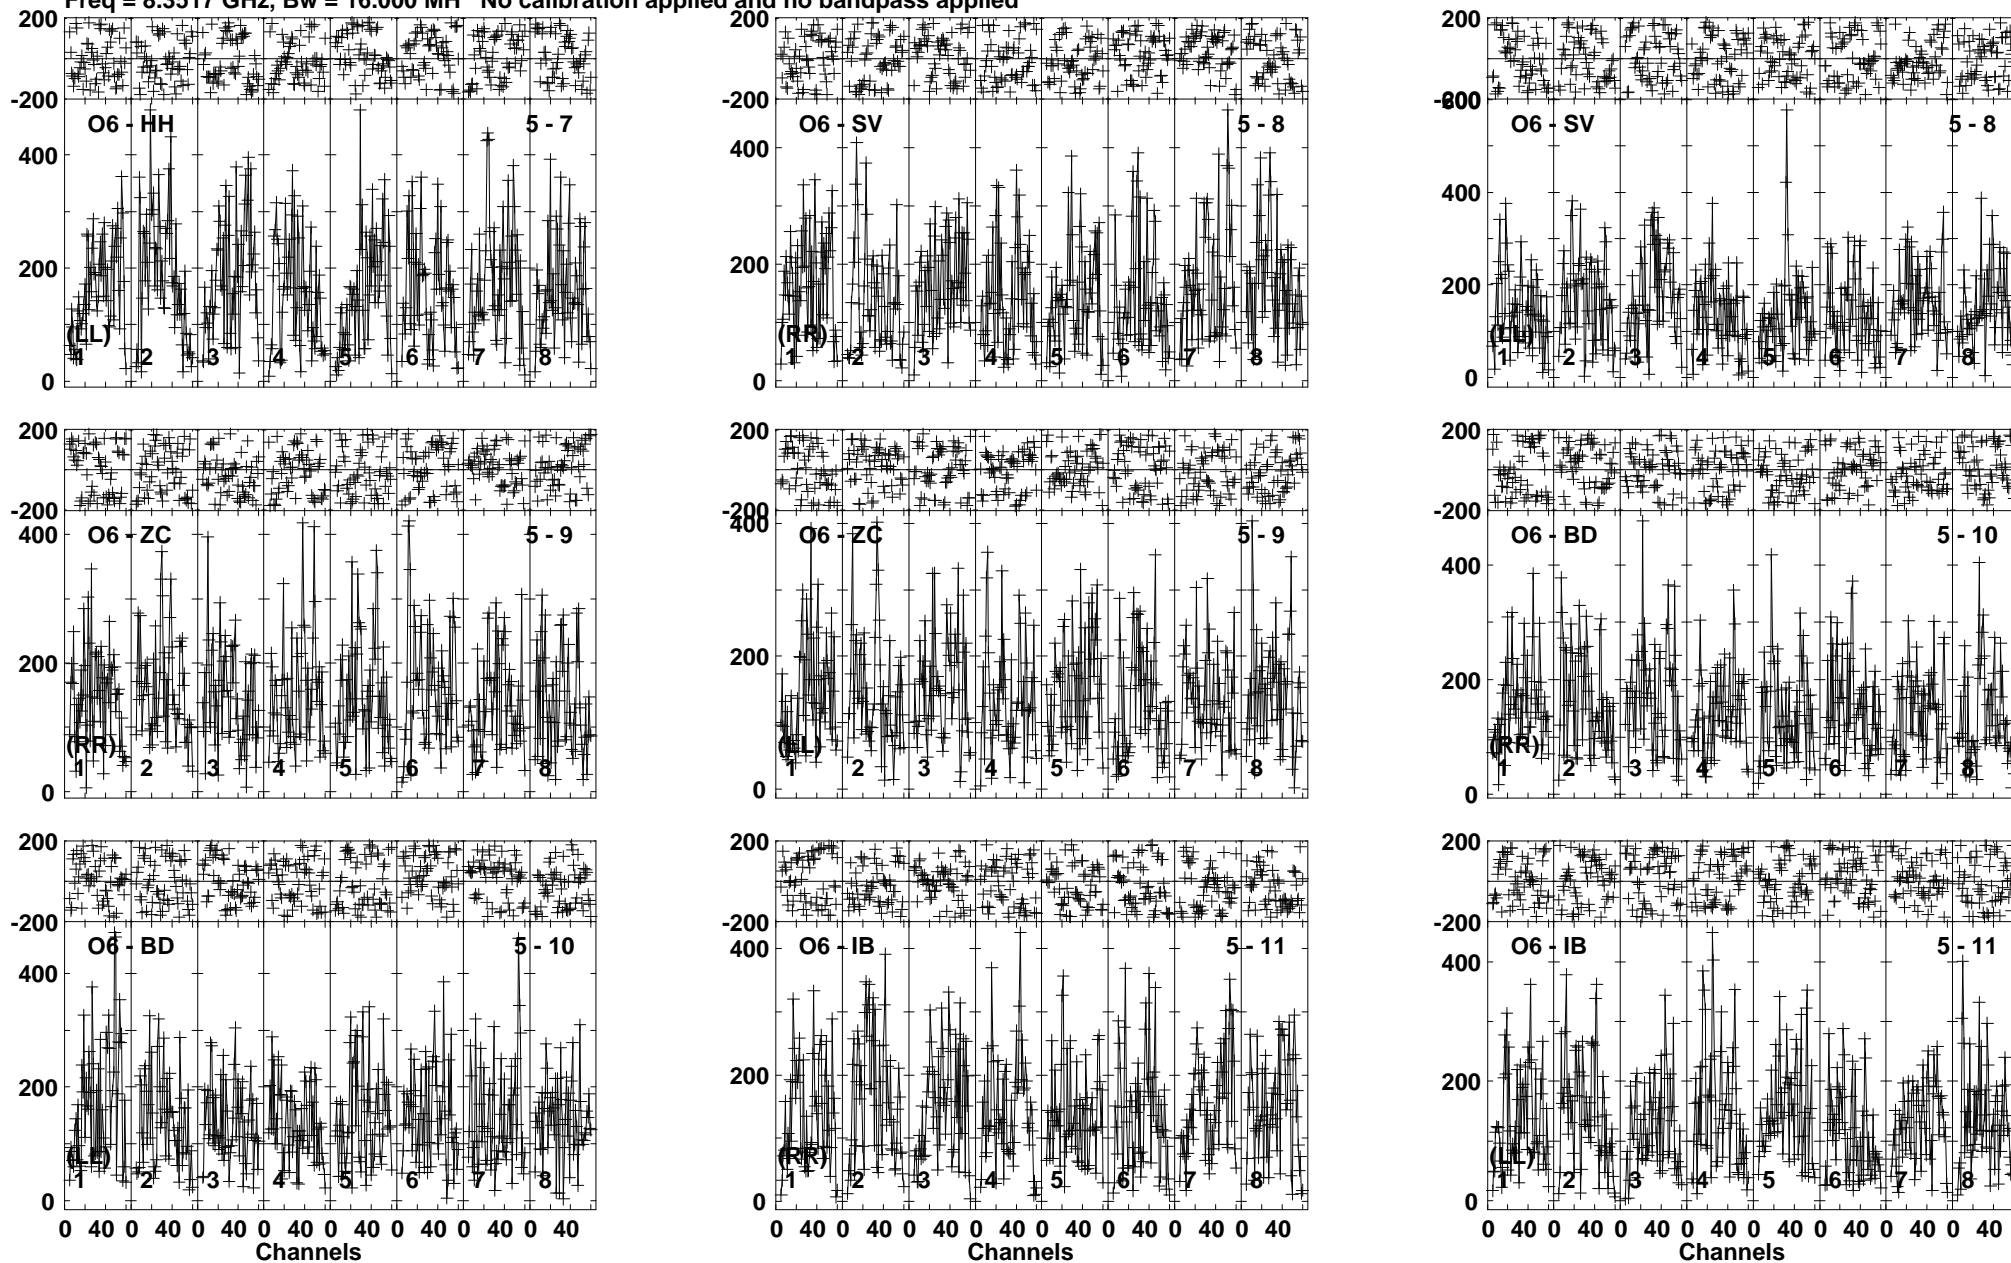 Freq = 8.3517 GHz, Bw = 16.000 MH No calibration applied and no bandpass applied
200 200 200
-200 -200 -200
600
O6 - HH 5 - 7 O6 - SV 5 - 8 O6 - SV 5 - 8
400 400 400
200 200 200
(LL) (RR) (LL)
1 2 3 4 5 6 7 8 1 2 3 4 5 6 7 8 1 2 3 4 5 6 7 8
0 0 0
200 200 200
-200 -200 -200
O6 - ZC 5 - 9 O6 - ZC 5 - 9 O6 - BD 5 - 10
400 400 400
200 200 200
(RR) (LL) (RR)
1 2 3 4 5 6 7 8 1 2 3 4 5 6 7 8 1 2 3 4 5 6 7 8
0 0 0
200 200 200
-200 -200 -200
O6 - BD 5 - 10 O6 - IB 5 - 11 O6 - IB 5 - 11
400 400 400
200 200 200
(LL) (RR) (LL)
1 2 3 4 5 6 7 8 1 2 3 4 5 6 7 8 1 2 3 4 5 6 7 8
0 0 0
0 40 0 40 0 40 0 40 0 40 0 40 0 40 0 40 0 40 0 40 0 40 0 40 0 40 0 40 0 40 0 40 0 40 0 40 0 40 0 40 0 40 0 40 0 40 0 40
Channels Channels Channels